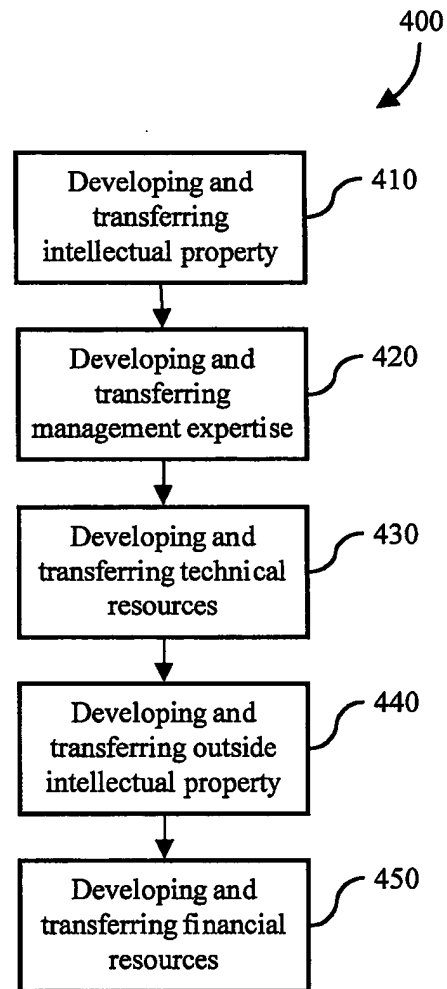 400
Developing and
transferring
intellectual property
410
Developing and
transferring
management expertise
420
Developing and
transferring technical
resources
430
Developing and
transferring outside
intellectual property
440
Developing and
transferring financial
resources
450